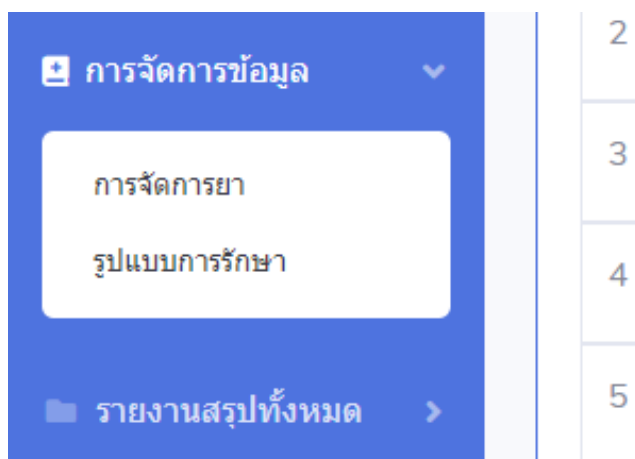 การจัดการข้อมูล
การจัดการยา
รูปแบบการรักษา
รายงานสรุปทั้งหมด
2
3
4
5